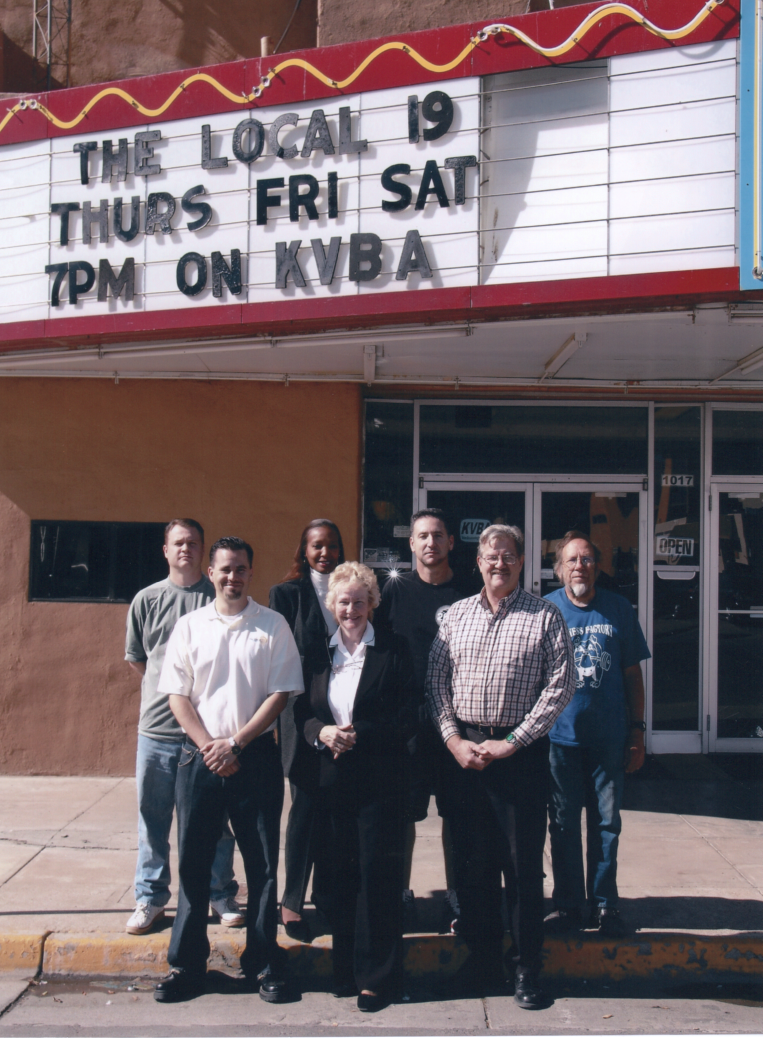 THE LOCAL 19
THURS FRI SAT
7PM ON KVBA
1017
KVBA
OPEN